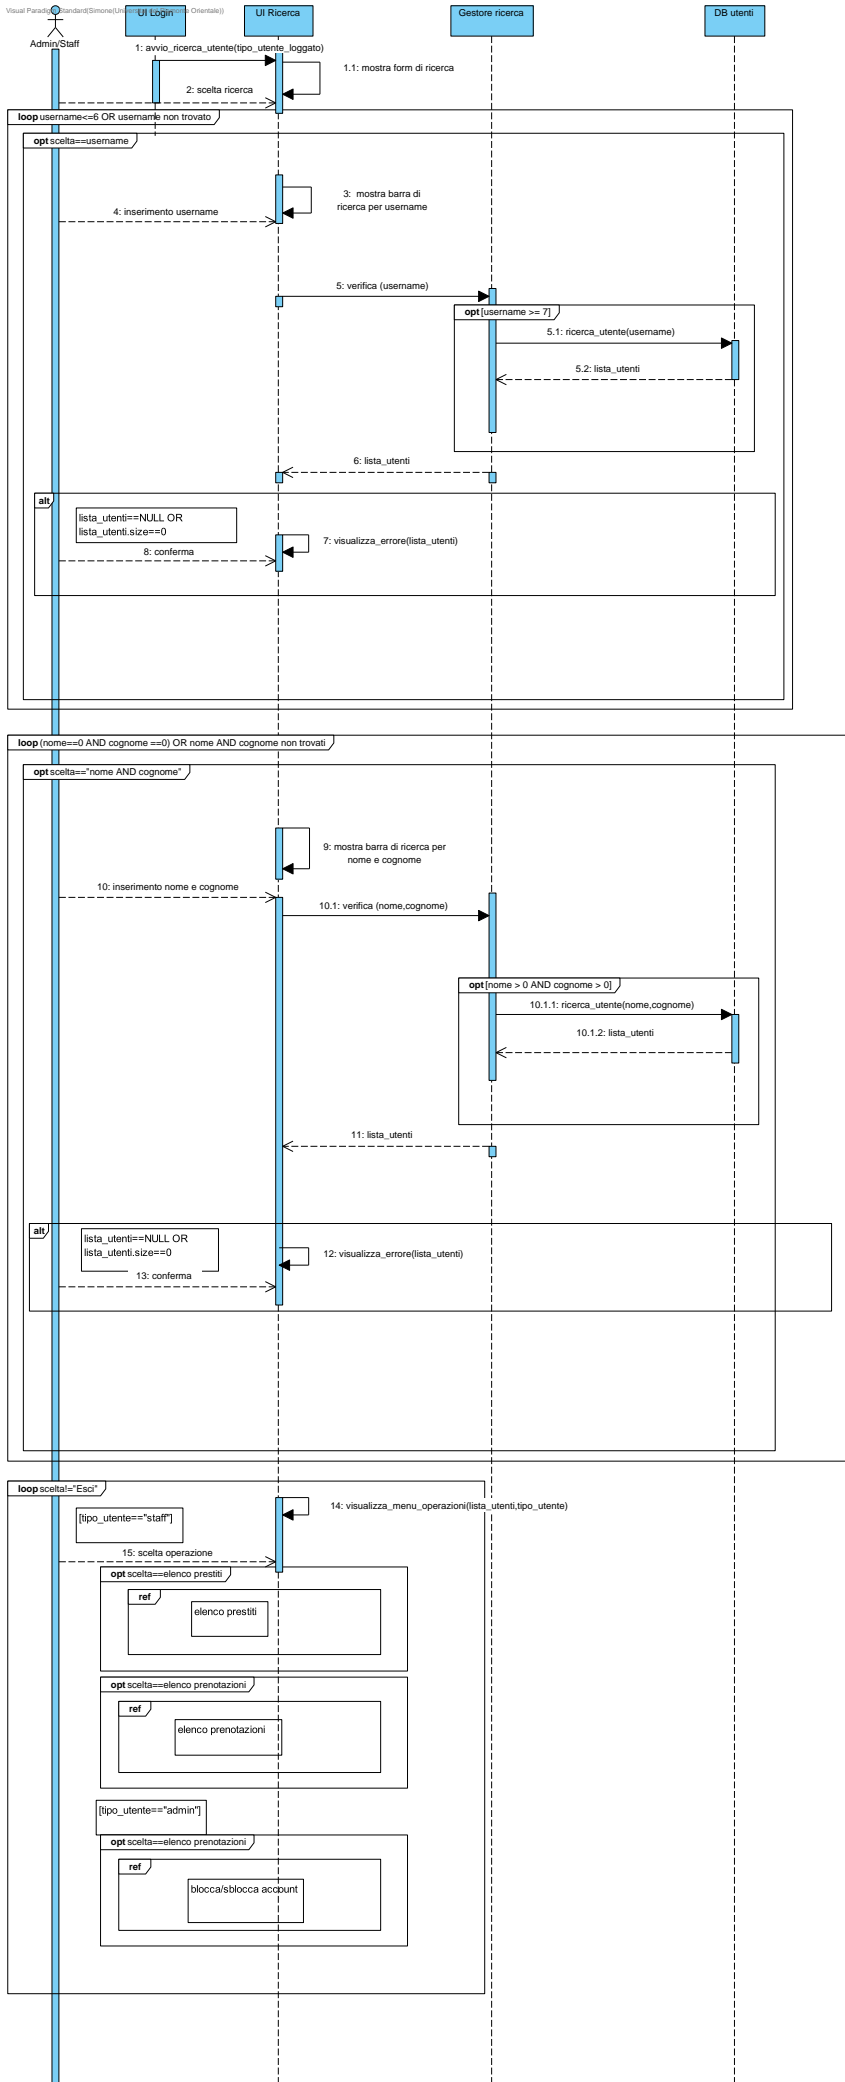 Visual Paradigm Standard(Simone(Università del Piemonte Orientale))
UI Login
UI Ricerca
Gestore ricerca
DB utenti
Admin/Staff
1: avvio_ricerca_utente(tipo_utente_loggato)
1.1: mostra form di ricerca
2: scelta ricerca
loop username<=6 OR username non trovato
opt scelta==username
3: mostra barra di
ricerca per username
4: inserimento username
5: verifica (username)
opt [username >= 7]
5.1: ricerca_utente(username)
5.2: lista_utenti
6: lista_utenti
alt
lista_utenti==NULL OR
lista_utenti.size==0
7: visualizza_errore(lista_utenti)
8: conferma
loop (nome==0 AND cognome ==0) OR nome AND cognome non trovati
opt scelta=="nome AND cognome"
9: mostra barra di ricerca per
nome e cognome
10: inserimento nome e cognome
10.1: verifica (nome,cognome)
opt [nome > 0 AND cognome > 0]
10.1.1: ricerca_utente(nome,cognome)
10.1.2: lista_utenti
11: lista_utenti
alt
lista_utenti==NULL OR
lista_utenti.size==0
12: visualizza_errore(lista_utenti)
13: conferma
loop scelta!="Esci"
14: visualizza_menu_operazioni(lista_utenti,tipo_utente)
[tipo_utente=="staff"]
15: scelta operazione
opt scelta==elenco prestiti
ref
elenco prestiti
opt scelta==elenco prenotazioni
ref
elenco prenotazioni
[tipo_utente=="admin"]
opt scelta==elenco prenotazioni
ref
blocca/sblocca account